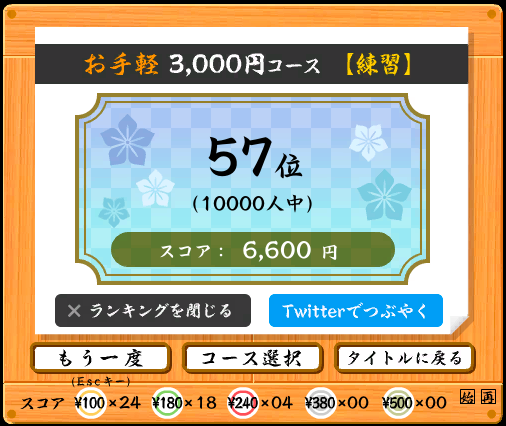 お手軽 3,000円コース 【練習】
57位
(10000人中)
スコア： 6,600 円
× ランキングを閉じる
Twitterでつぶやく
もう一度
コース選択
タイトルに戻る
(Escキー)
スコア ¥100×24 ¥180×18 ¥240×04 ¥380×00 ¥500×00 始 再